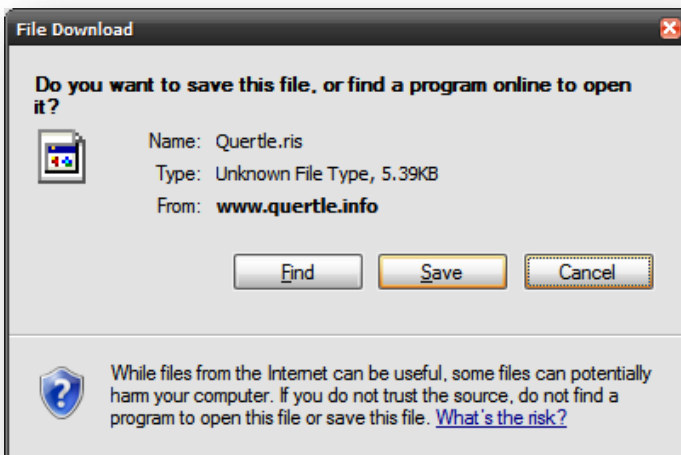 File Download
Do you want to save this file, or find a program online to open
it?
Name: Quertle.ris
Type: Unknown File Type, 5.39KB
From: www.quertle.info
Find Save Cancel
While files from the Internet can be useful, some files can potentially
harm your computer. If you do not trust the source, do not find a
program to open this file or save this file. What's the risk?